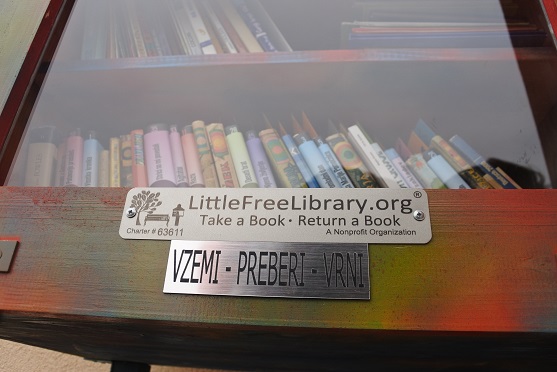 LittleFreeLibrary.org®
Take a Book · Return a Book
Charter # 63611
A Nonprofit Organization
VZEMI - PREBERI - VRNI